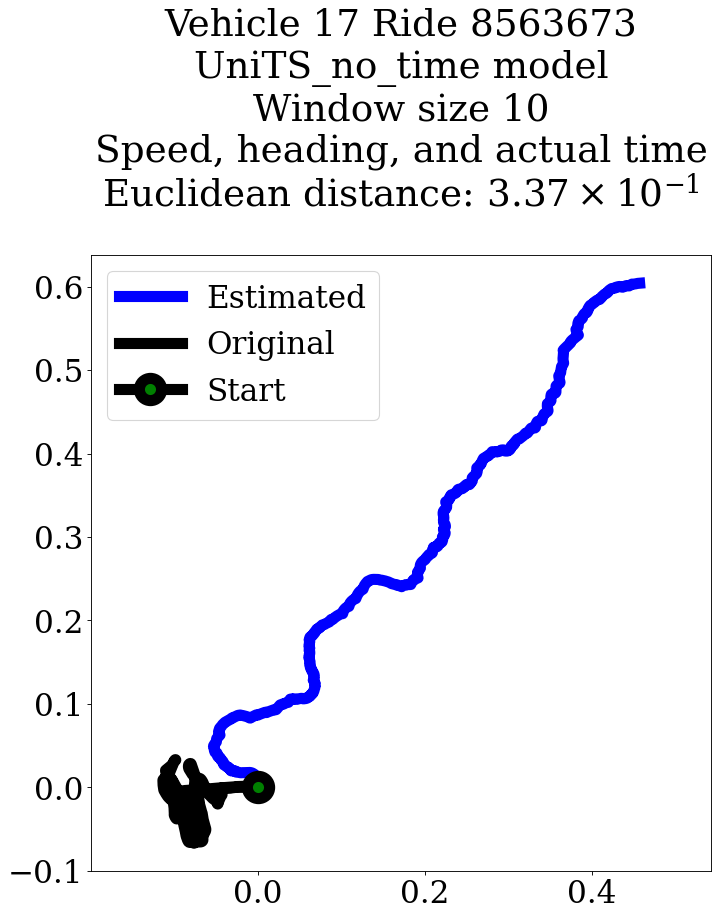 Vehicle 17 Ride 8563673
UniTS_no_time model
Window size 10
Speed, heading, and actual time
Euclidean distance: 3.37 × 10⁻¹
Estimated
Original
Start
0.6
0.5
0.4
0.3
0.2
0.1
0.0
−0.1
0.0 0.2 0.4